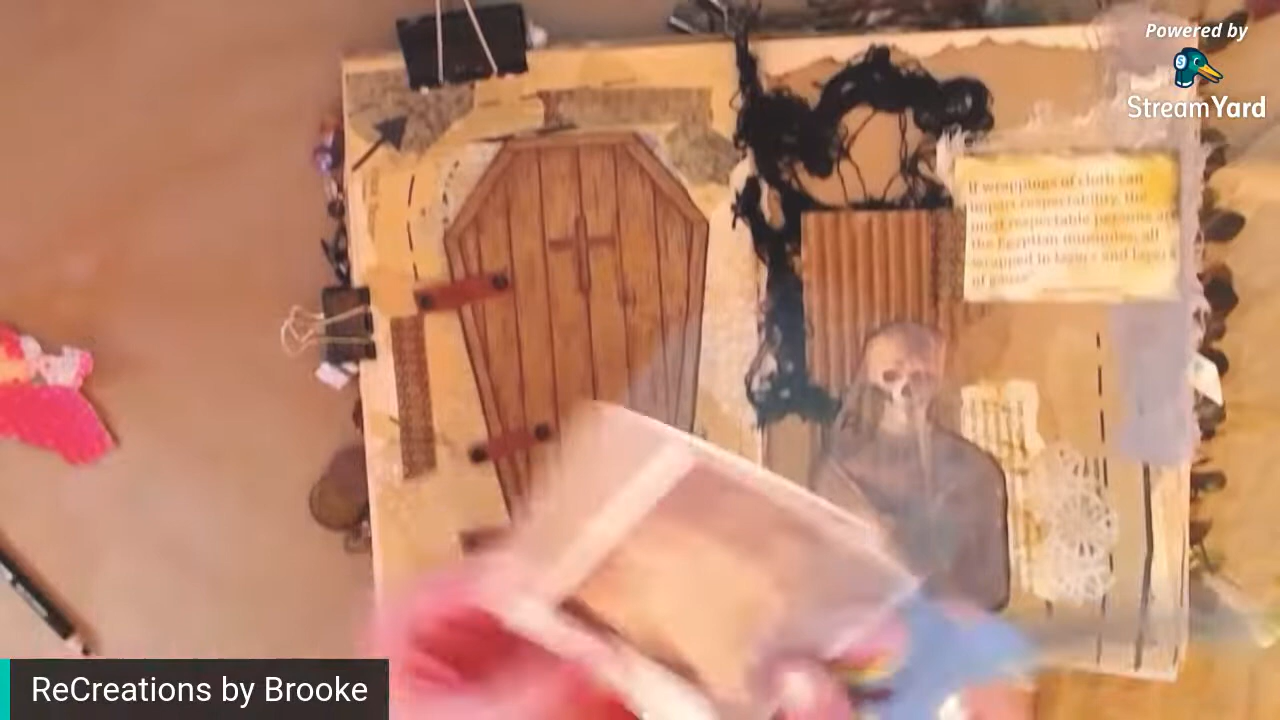 Powered by
StreamYard
If wrappings of cloth can
impart respectability, the
most respectable persons are
the Egyptian mummies, all
wrapped in layers and layers
of gauze
ReCreations by Brooke